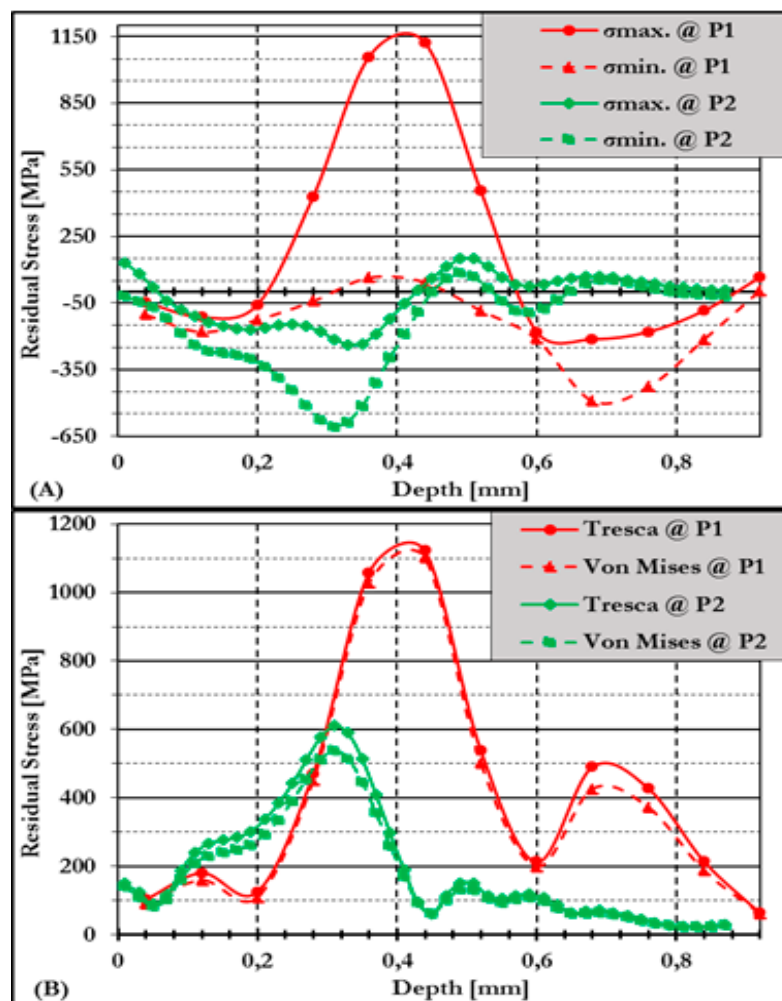 1150
850
550
250
-50
-350
-650
Residual Stress [MPa]
σmax. @ P1
σmin. @ P1
σmax. @ P2
σmin. @ P2
0
0,2
0,4
0,6
0,8
(A)
Depth [mm]
1200
1000
800
600
400
200
0
Residual Stress [MPa]
Tresca @ P1
Von Mises @ P1
Tresca @ P2
Von Mises @ P2
0
0,2
0,4
0,6
0,8
(B)
Depth [mm]